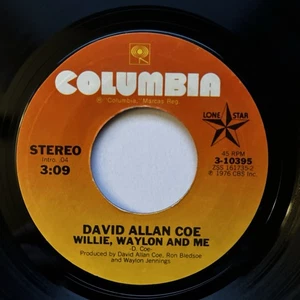 COLUMBIA
® "Columbia", Marcas Reg.
LONE STAR
STEREO
Intro .04
3:09
45 RPM
3-10395
ZSS 161735-2
℗ 1976 CBS Inc.
DAVID ALLAN COE
WILLIE, WAYLON AND ME
-D. Coe-
Produced by David Allan Coe, Ron Bledsoe
and Waylon Jennings